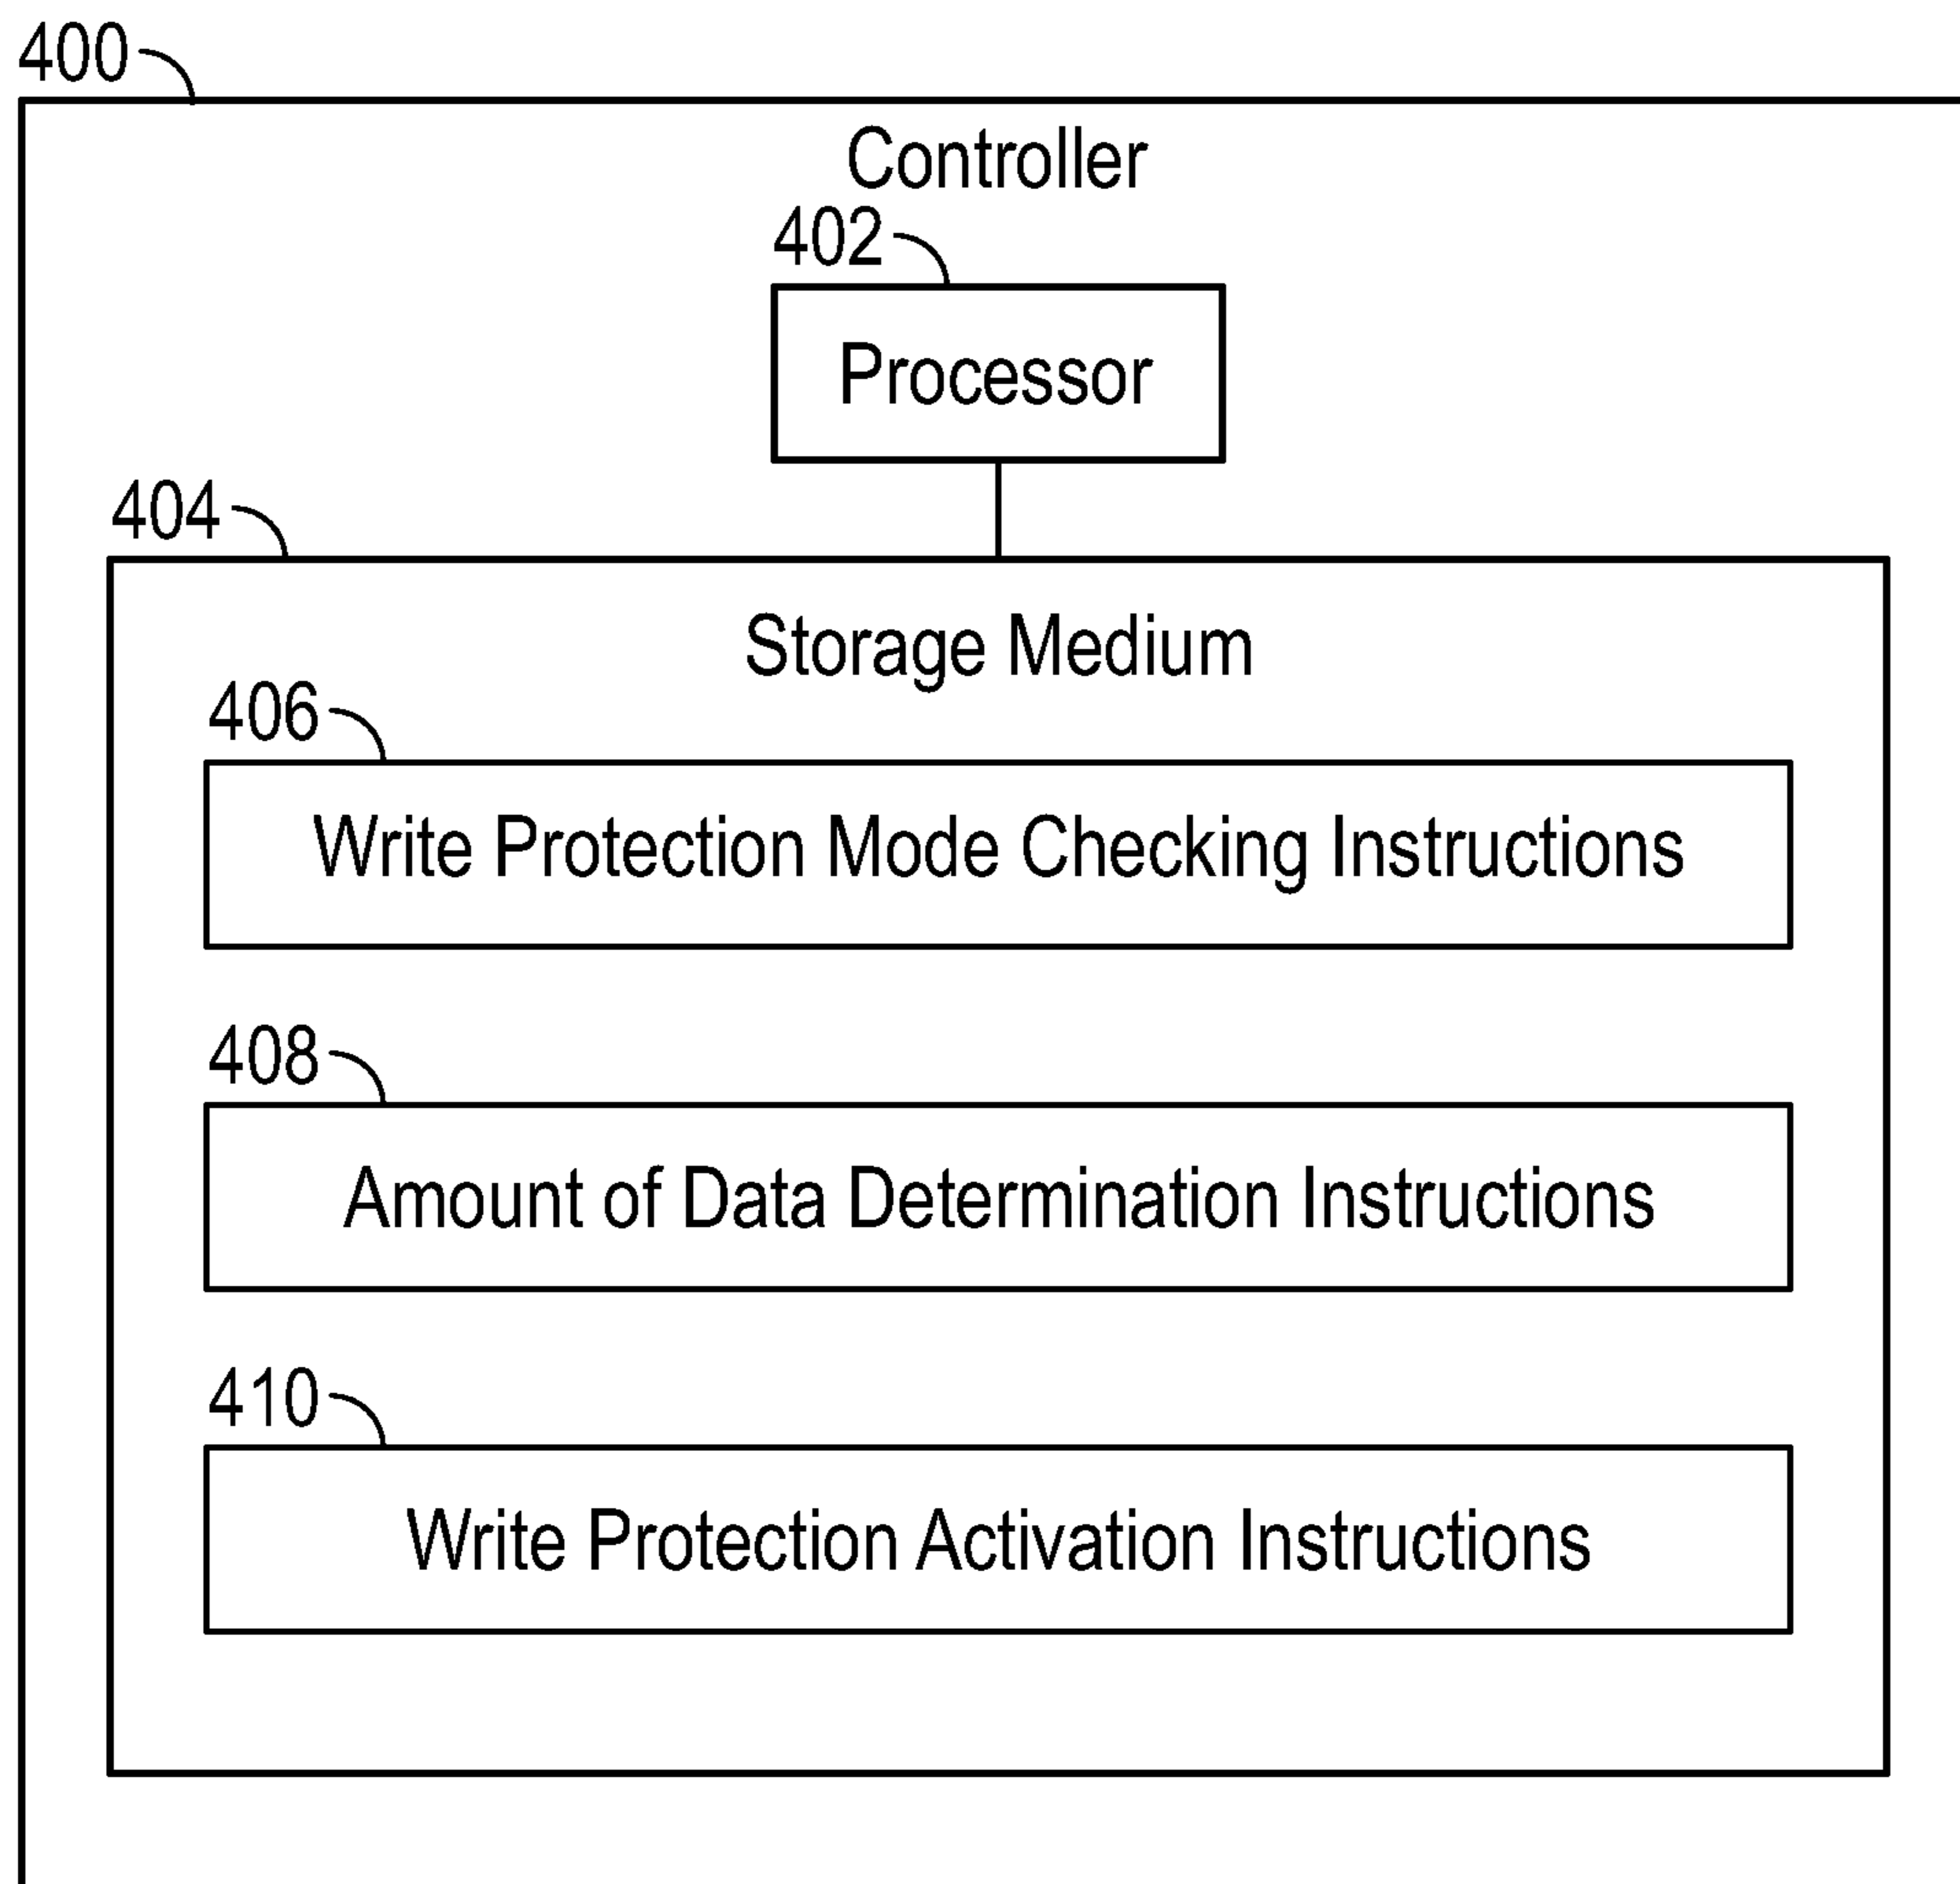 400
Controller
402
Processor
404
Storage Medium
406
Write Protection Mode Checking Instructions
408
Amount of Data Determination Instructions
410
Write Protection Activation Instructions